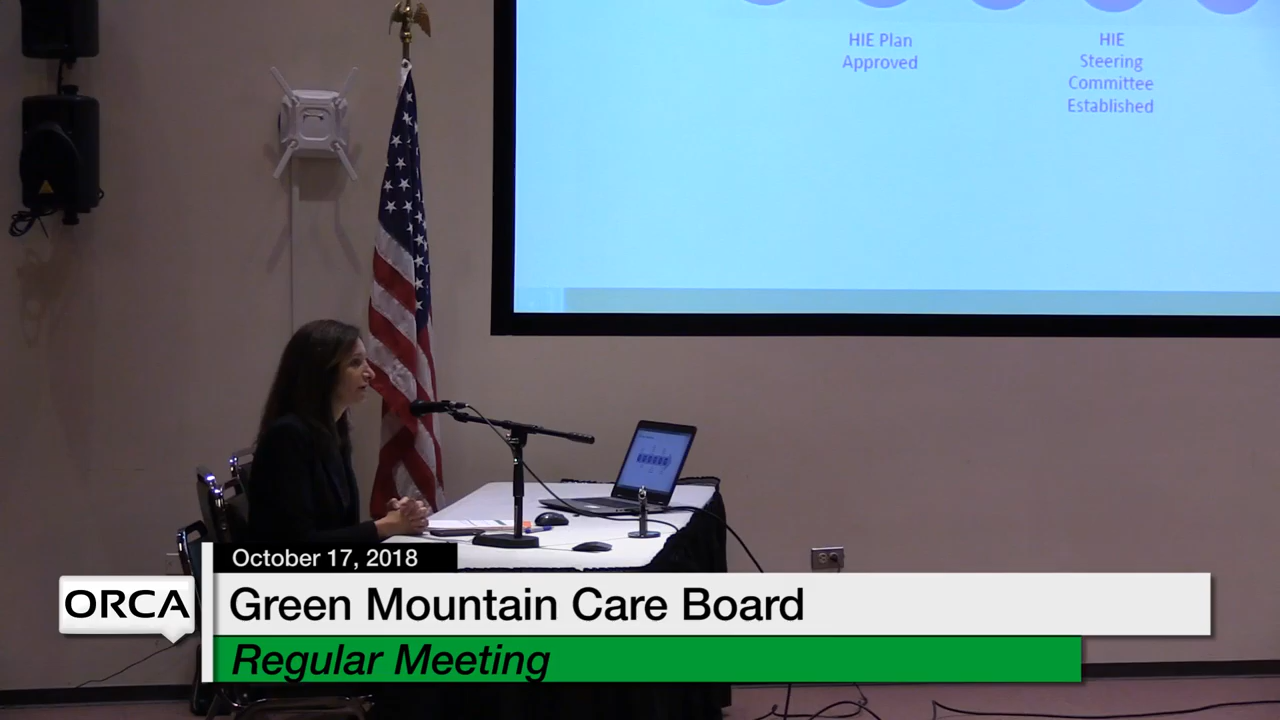 HIE Plan
Approved
HIE
Steering
Committee
Established
October 17, 2018
ORCA
Green Mountain Care Board
Regular Meeting